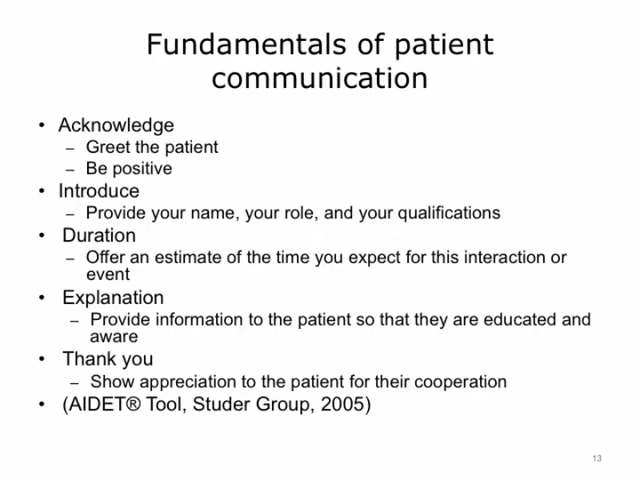 Fundamentals of patient
communication
• Acknowledge
– Greet the patient
– Be positive
• Introduce
– Provide your name, your role, and your qualifications
• Duration
– Offer an estimate of the time you expect for this interaction or
event
• Explanation
– Provide information to the patient so that they are educated and
aware
• Thank you
– Show appreciation to the patient for their cooperation
• (AIDET® Tool, Studer Group, 2005)
13